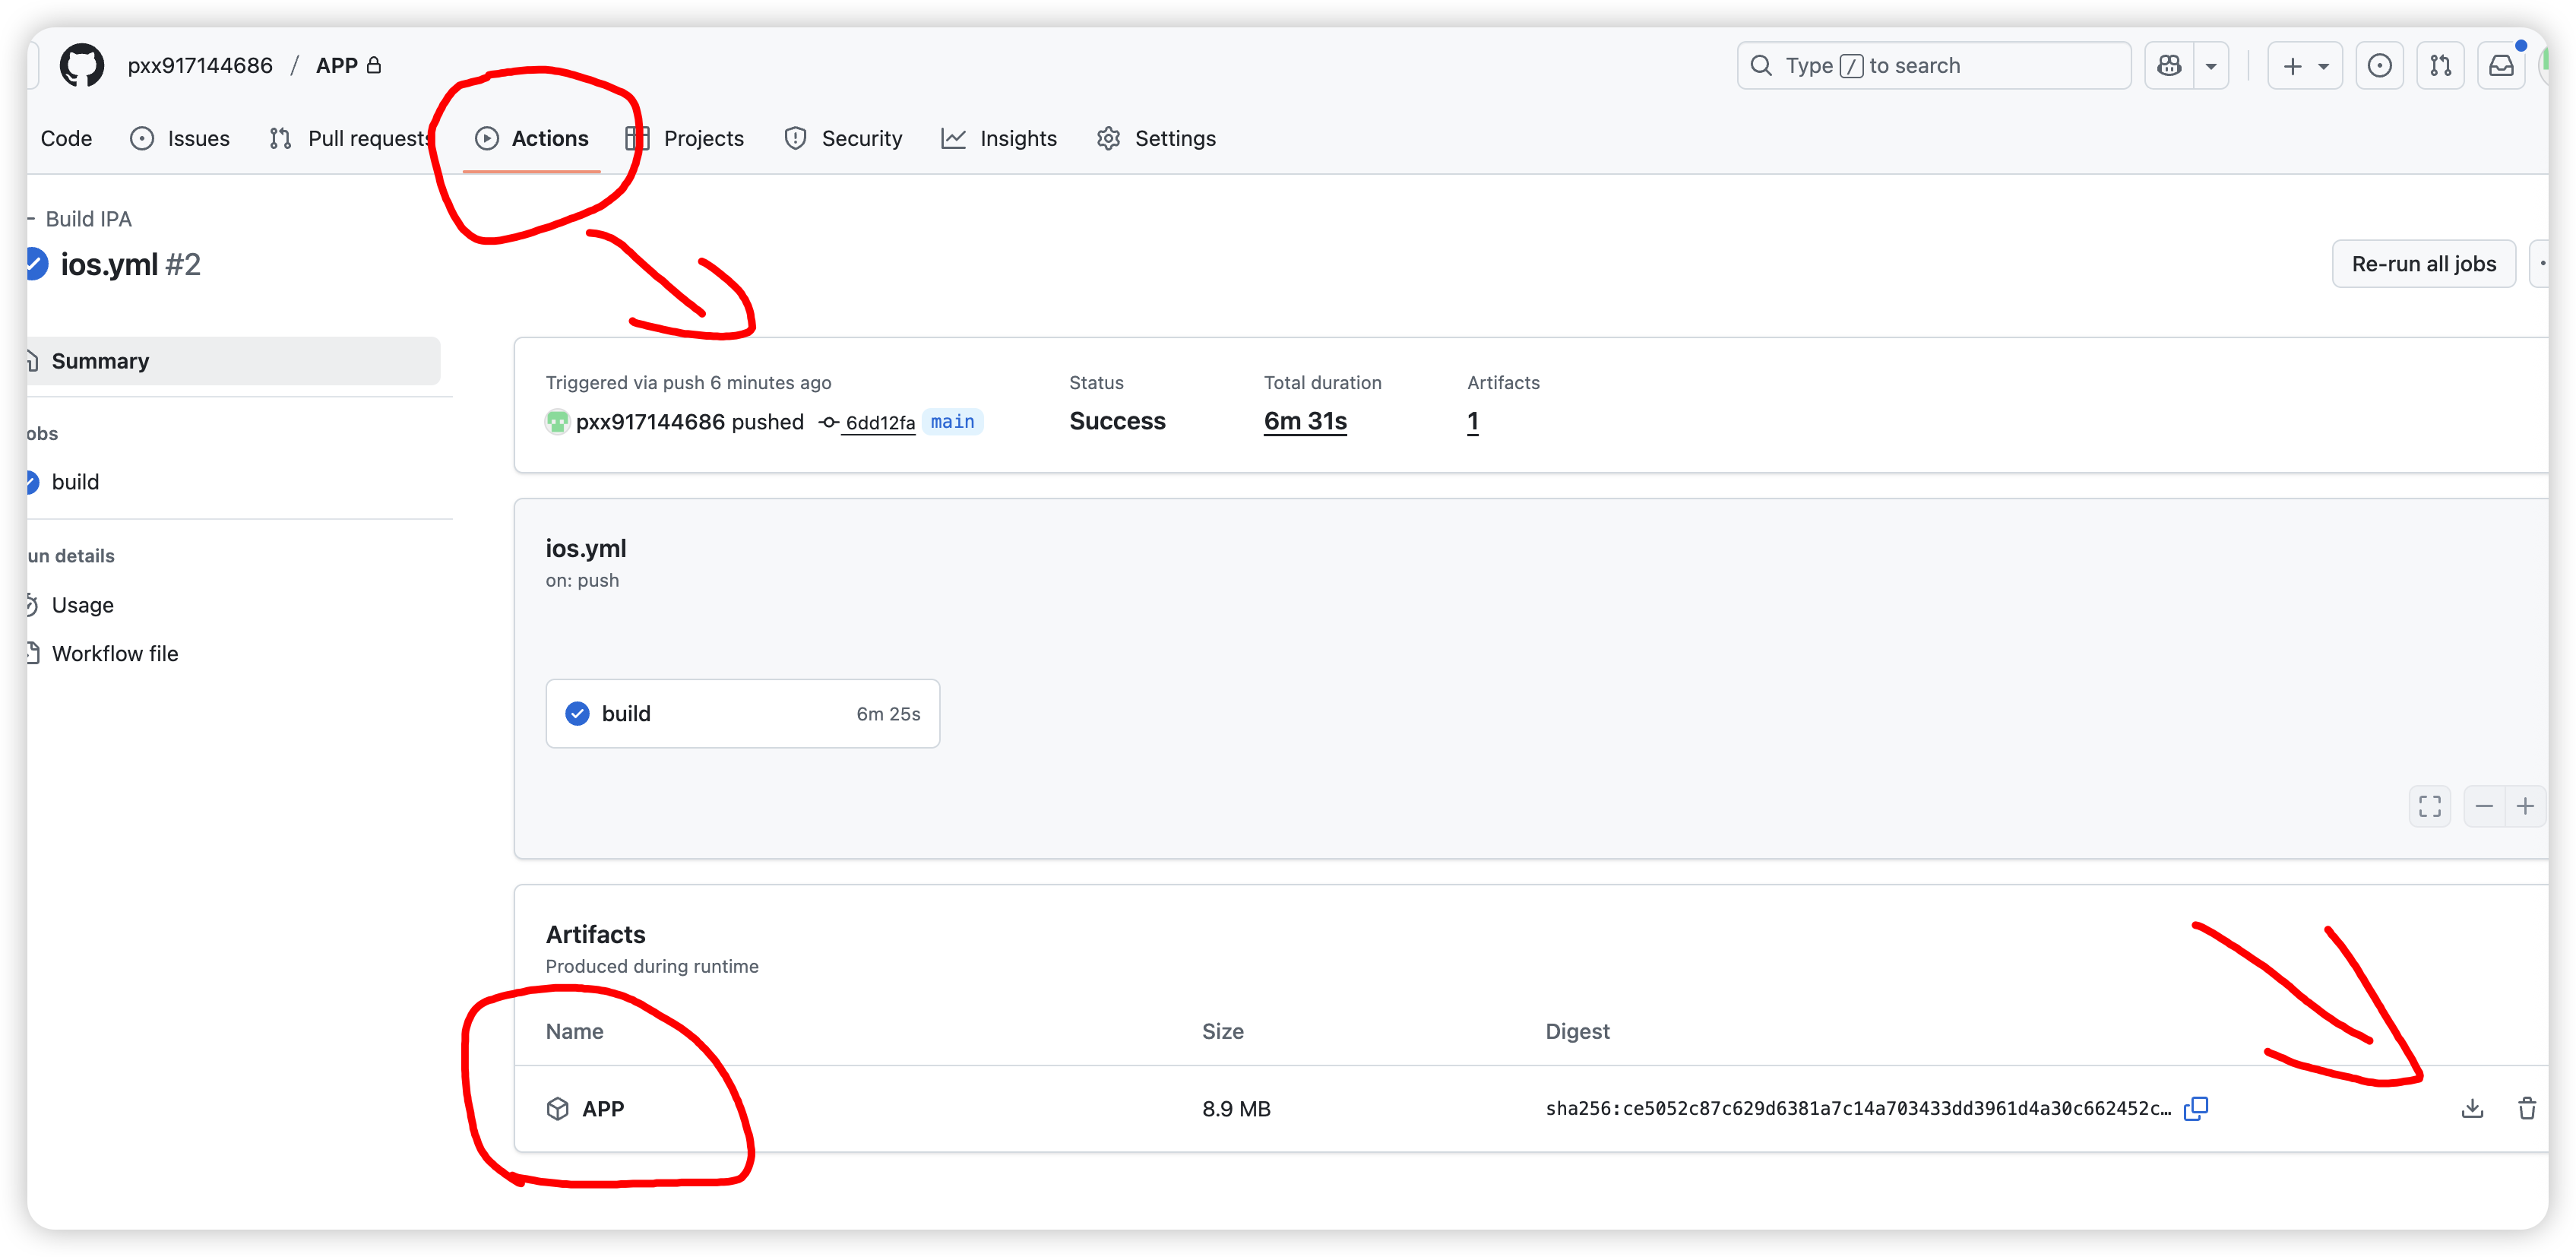 pxx917144686 / APP
Type / to search
Code Issues Pull requests Actions Projects Security Insights Settings
Build IPA
ios.yml #2
Re-run all jobs
Summary
obs
build
un details
Usage
Workflow file
Triggered via push 6 minutes ago
pxx917144686 pushed 6dd12fa main
Status
Success
Total duration
6m 31s
Artifacts
1
ios.yml
on: push
build 6m 25s
Artifacts
Produced during runtime
Name Size Digest
APP 8.9 MB sha256:ce5052c87c629d6381a7c14a703433dd3961d4a30c662452c…